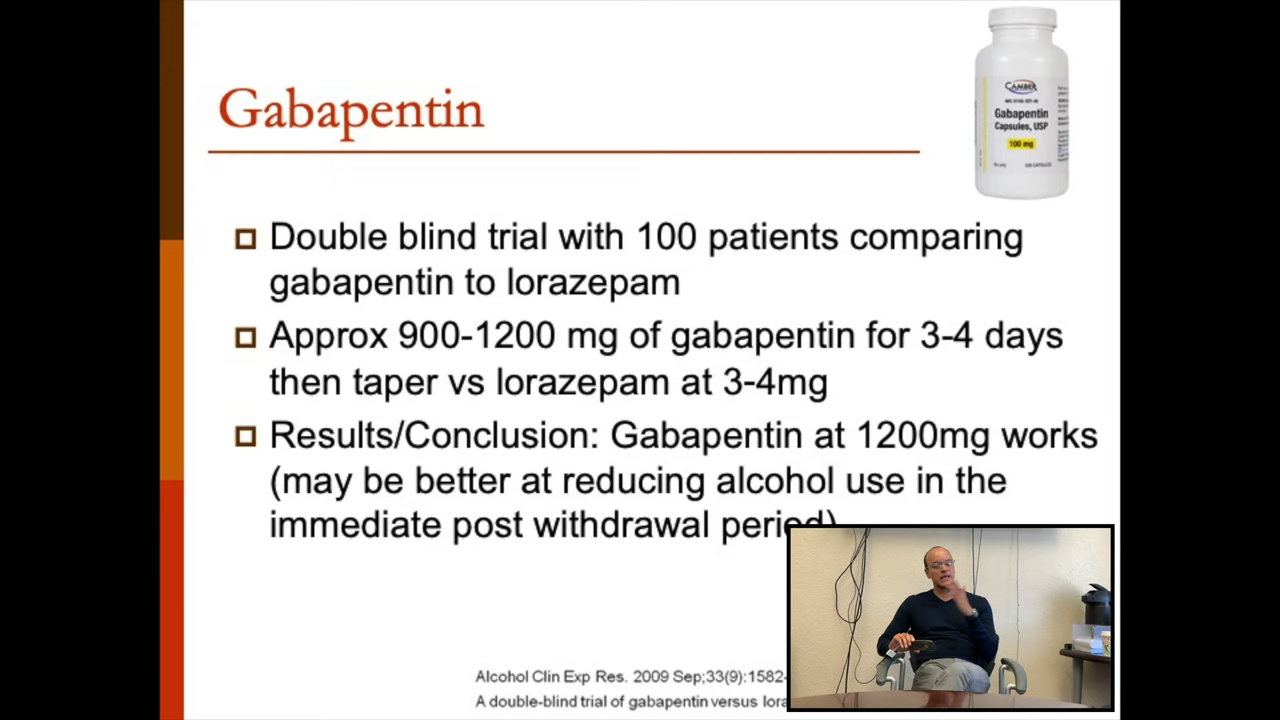 Gabapentin
CAMBER
Gabapentin
Capsules, USP
100 mg
Double blind trial with 100 patients comparing
gabapentin to lorazepam
Approx 900-1200 mg of gabapentin for 3-4 days
then taper vs lorazepam at 3-4mg
Results/Conclusion: Gabapentin at 1200mg works
(may be better at reducing alcohol use in the
immediate post withdrawal period)
Alcohol Clin Exp Res. 2009 Sep;33(9):1582-
A double-blind trial of gabapentin versus lora